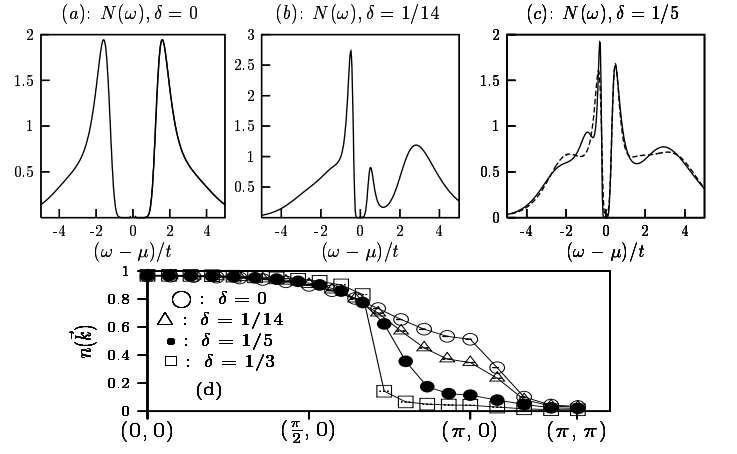 (a): N(ω), δ = 0
(b): N(ω), δ = 1/14
(c): N(ω), δ = 1/5
2
1.5
1
0.5
-4 -2 0 2 4
(ω − μ)/t
3
2.5
2
1.5
1
0.5
-4 -2 0 2 4
(ω − μ)/t
2
1.5
1
0.5
0
-4 -2 0 2 4
(ω − μ)/t
n(k⃗)
1
0.8
0.6
0.4
0.2
0
: δ = 0
: δ = 1/14
: δ = 1/5
: δ = 1/3
(d)
(0, 0) (π/2, 0) (π, 0) (π, π)